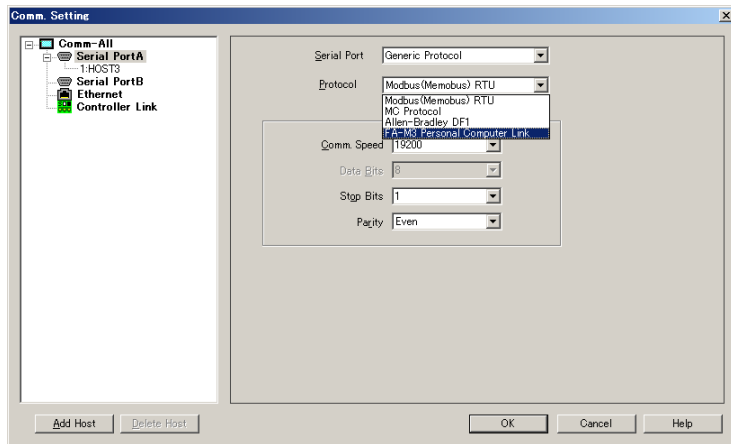 Comm. Setting
Comm-All
Serial PortA
1:HOST3
Serial PortB
Ethernet
Controller Link
Serial Port Generic Protocol
Protocol Modbus(Memobus) RTU
Modbus(Memobus) RTU
MC Protocol
Allen-Bradley DF1
FA-M3 Personal Computer Link
Comm. Speed 19200
Data Bits 8
Stop Bits 1
Parity Even
Add Host Delete Host OK Cancel Help